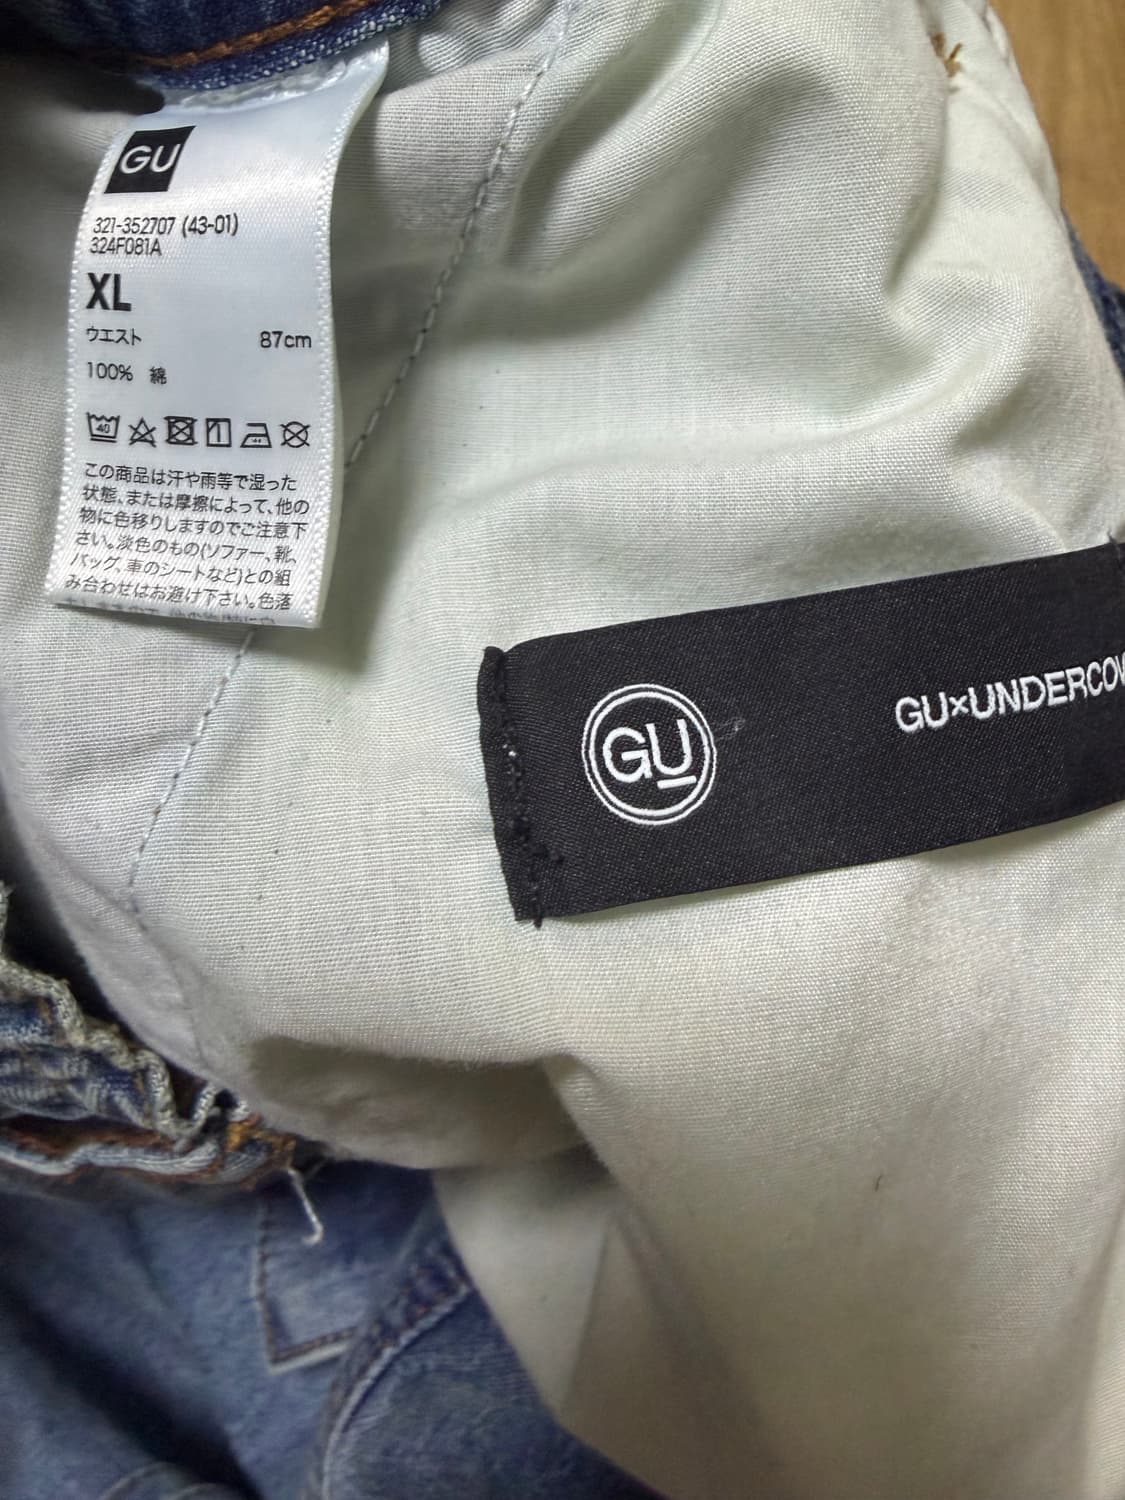 GU
321-352707 (43-01)
324F081A
XL
ウエスト 87cm
100% 綿
40
この商品は汗や雨等で湿った
状態、または摩擦によって、他の
物に色移りしますのでご注意下
さい。淡色のもの(ソファー、靴、
バッグ、車のシートなど)との組
み合わせはお避け下さい。色落
GU
GU×UNDERCOV